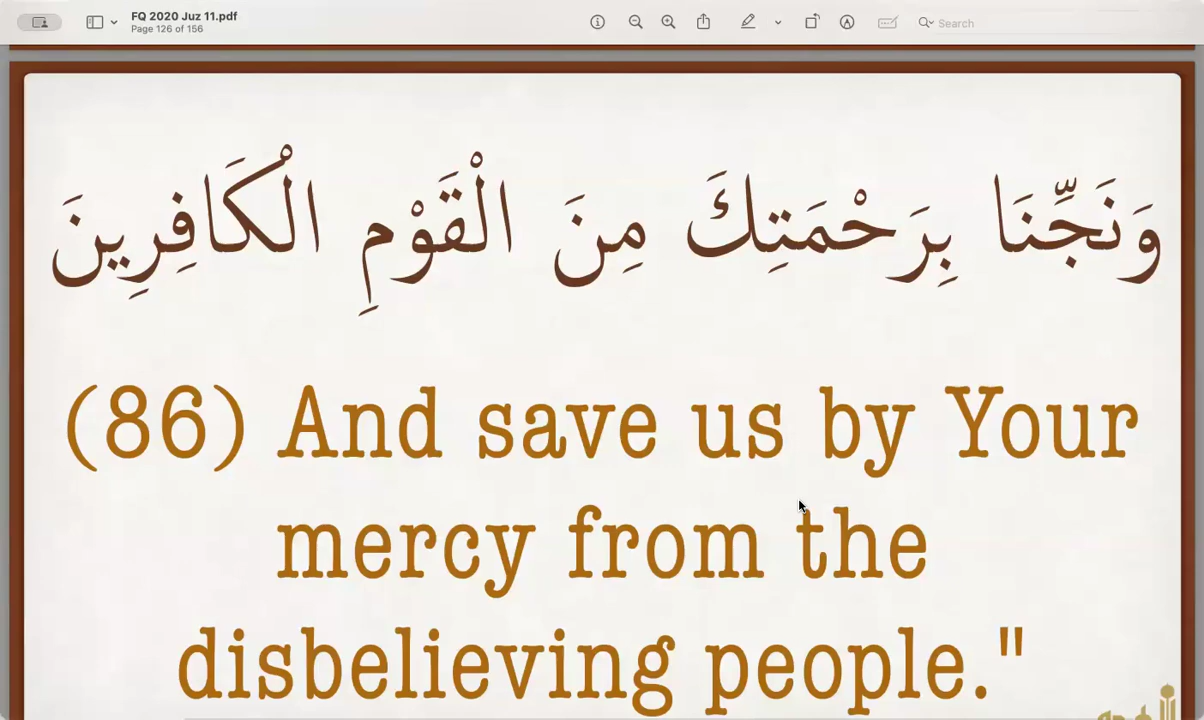 FQ 2020 Juz 11.pdf
Page 126 of 156
Search
وَنَجِّنَا بِرَحْمَتِكَ مِنَ الْقَوْمِ الْكَافِرِينَ
(86) And save us by Your
mercy from the
disbelieving people."